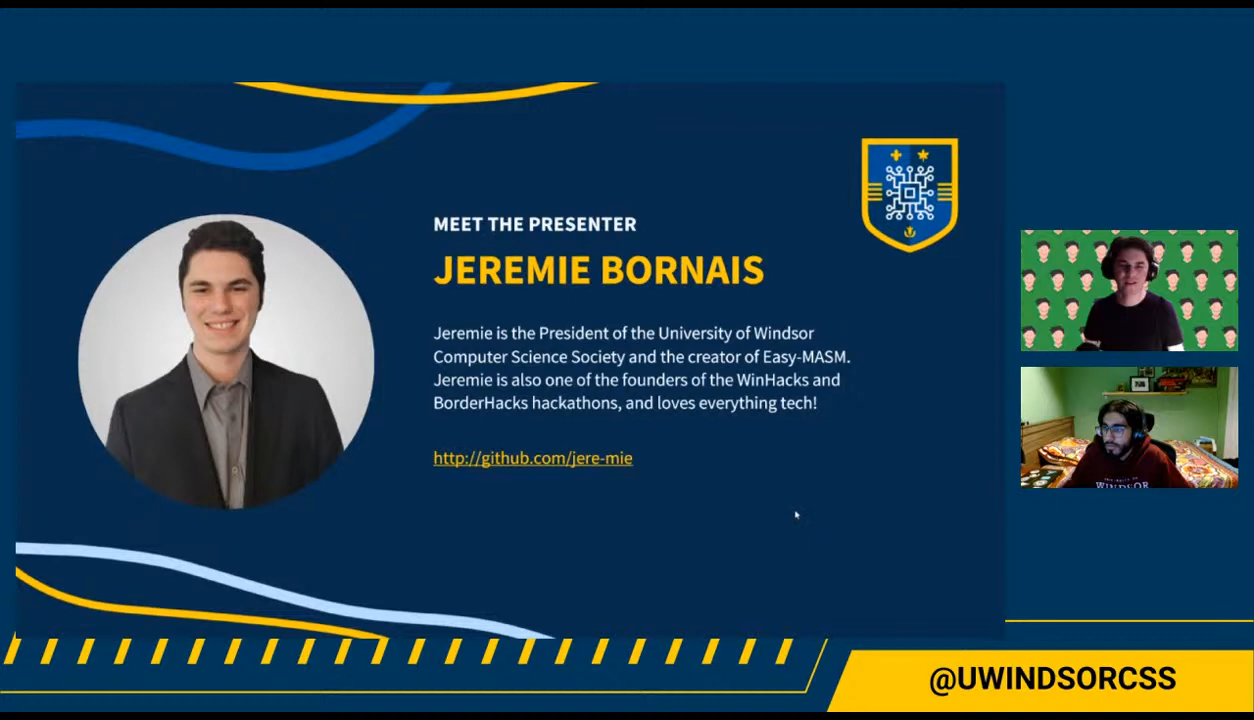 MEET THE PRESENTER
JEREMIE BORNAIS
Jeremie is the President of the University of Windsor
Computer Science Society and the creator of Easy-MASM.
Jeremie is also one of the founders of the WinHacks and
BorderHacks hackathons, and loves everything tech!
http://github.com/jere-mie
WINDSOR
@UWINDSORCSS